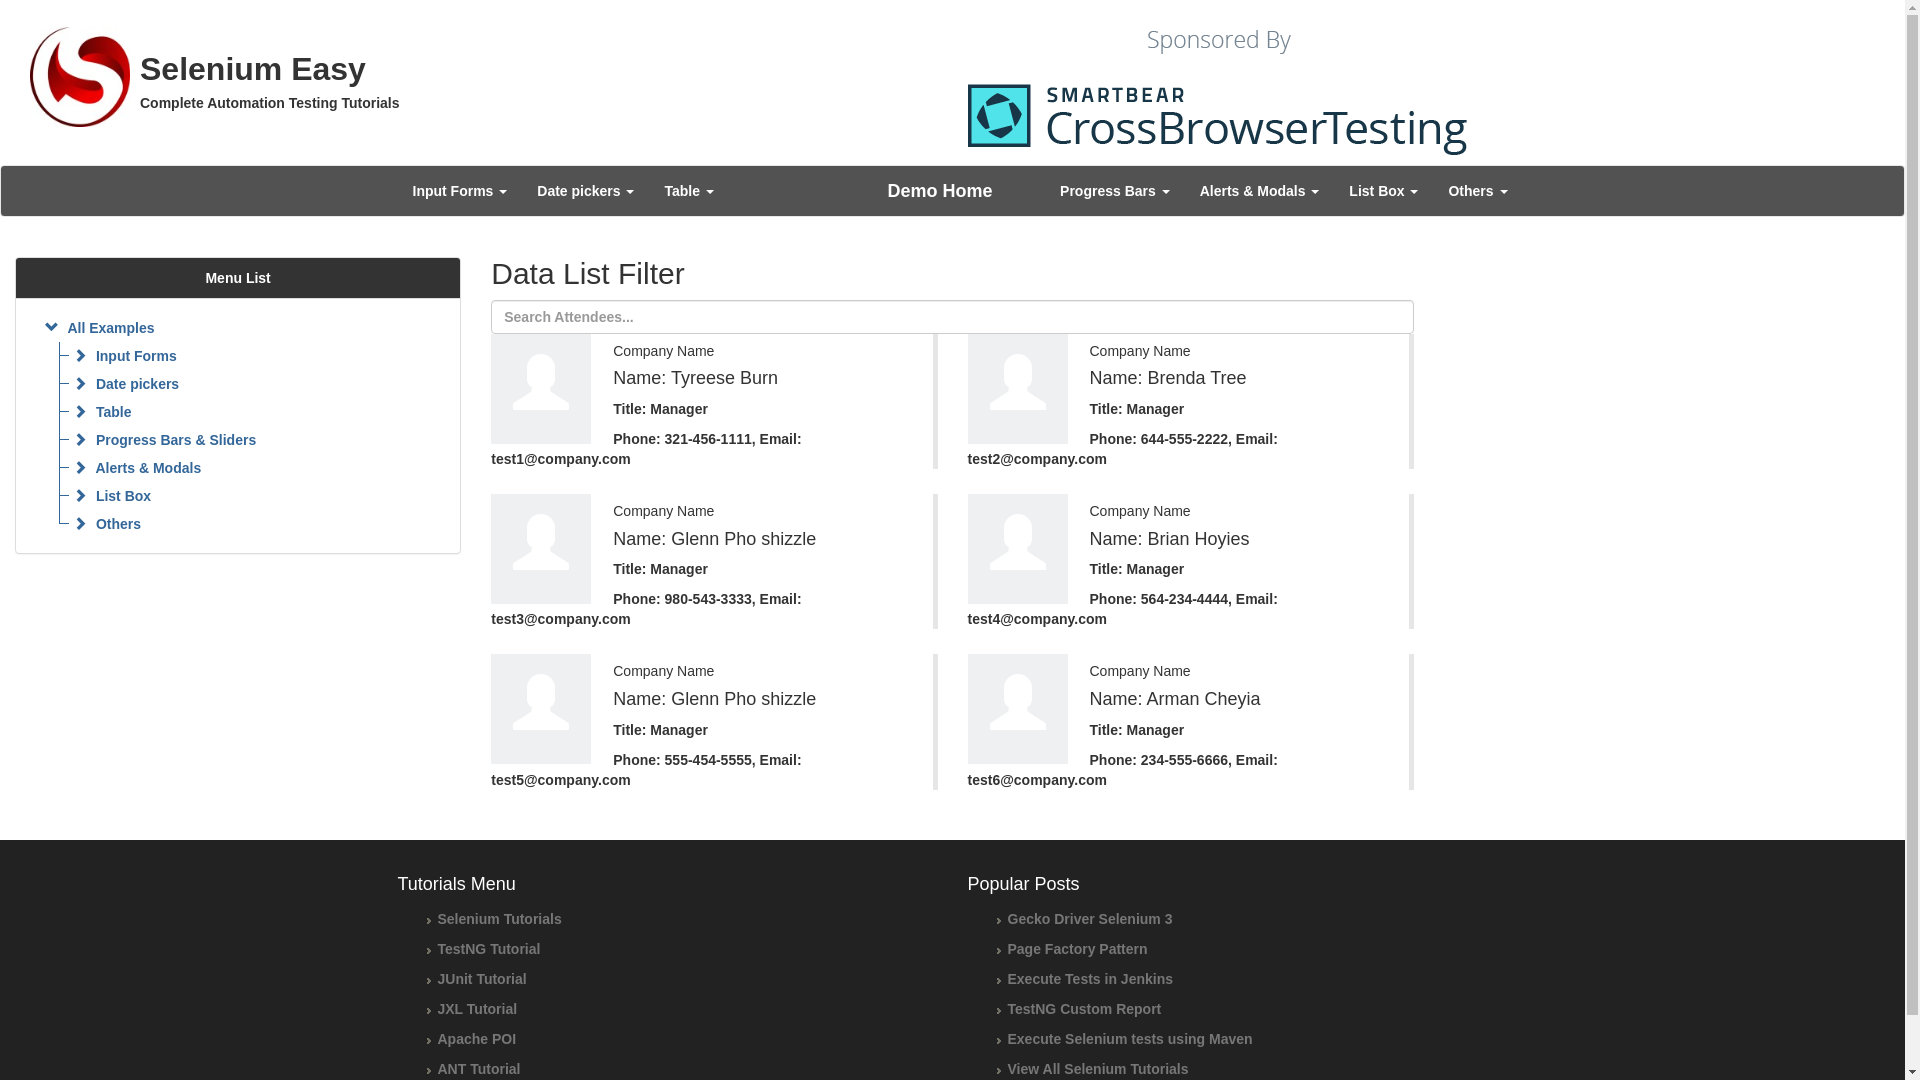 Selenium Easy
Complete Automation Testing Tutorials
Sponsored By
SMARTBEAR
CrossBrowserTesting
Input Forms
Date pickers
Table
Demo Home
Progress Bars
Alerts & Modals
List Box
Others
Menu List
All Examples
Input Forms
Date pickers
Table
Progress Bars & Sliders
Alerts & Modals
List Box
Others
Data List Filter
Search Attendees...
Company Name
Name: Tyreese Burn
Title: Manager
Phone: 321-456-1111, Email:
test1@company.com
Company Name
Name: Brenda Tree
Title: Manager
Phone: 644-555-2222, Email:
test2@company.com
Company Name
Name: Glenn Pho shizzle
Title: Manager
Phone: 980-543-3333, Email:
test3@company.com
Company Name
Name: Brian Hoyies
Title: Manager
Phone: 564-234-4444, Email:
test4@company.com
Company Name
Name: Glenn Pho shizzle
Title: Manager
Phone: 555-454-5555, Email:
test5@company.com
Company Name
Name: Arman Cheyia
Title: Manager
Phone: 234-555-6666, Email:
test6@company.com
Tutorials Menu
Selenium Tutorials
TestNG Tutorial
JUnit Tutorial
JXL Tutorial
Apache POI
ANT Tutorial
Popular Posts
Gecko Driver Selenium 3
Page Factory Pattern
Execute Tests in Jenkins
TestNG Custom Report
Execute Selenium tests using Maven
View All Selenium Tutorials